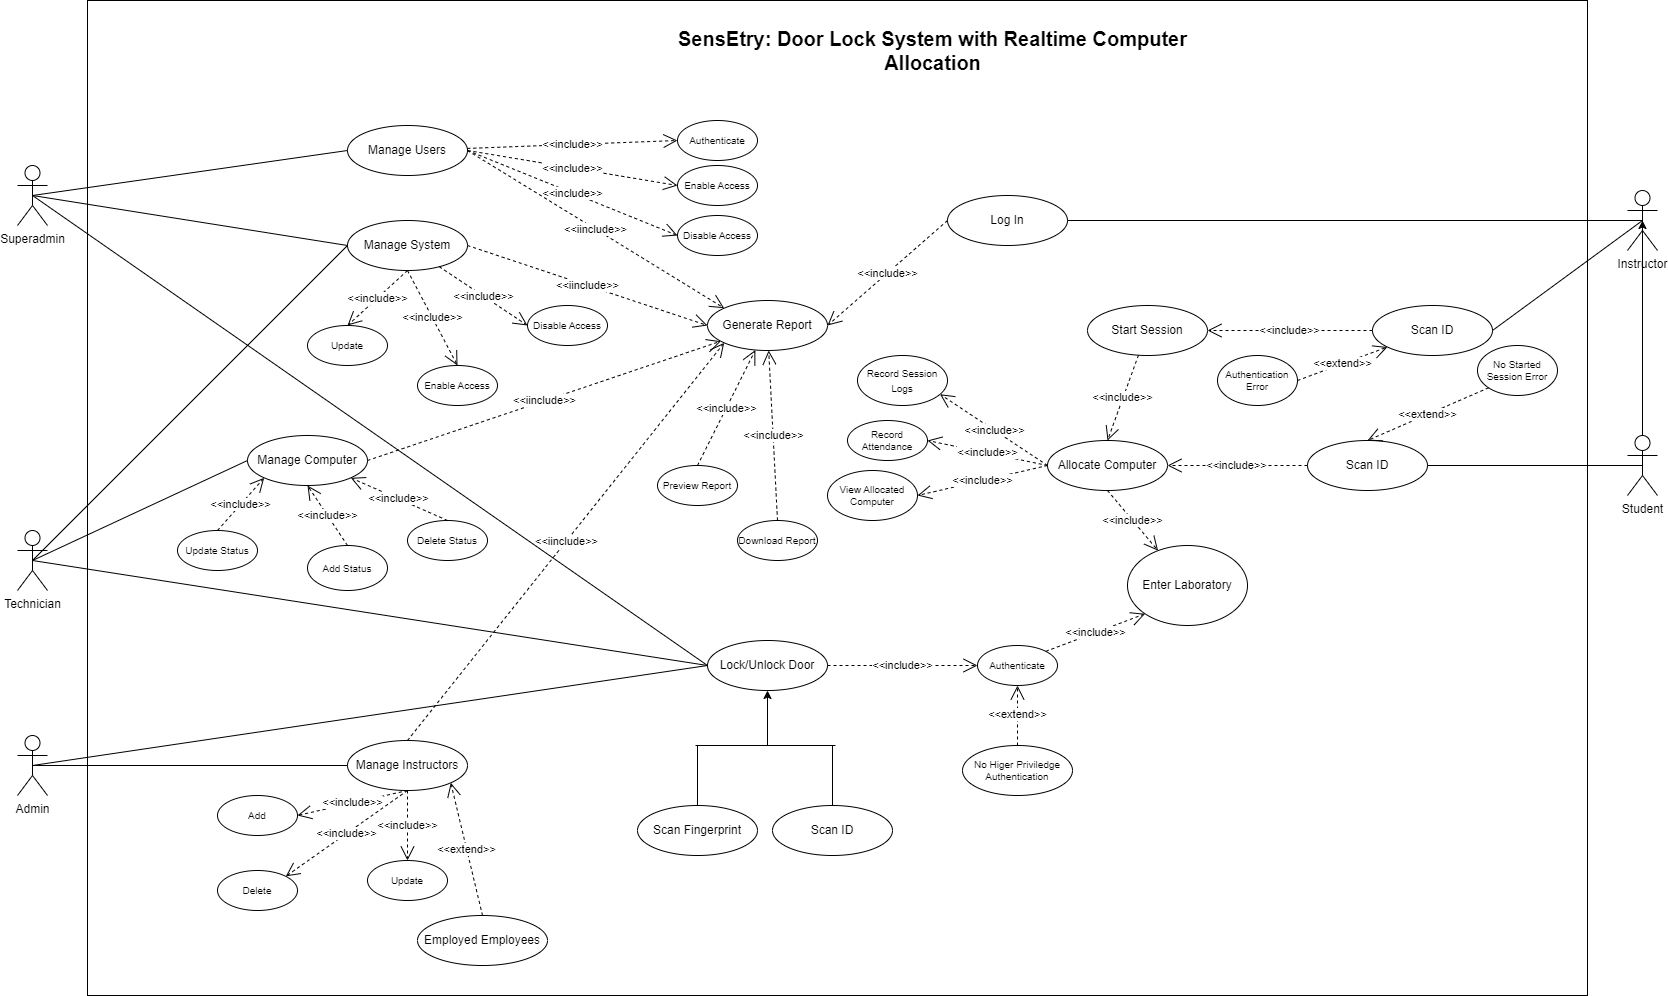 SensEtry: Door Lock System with Realtime Computer
Allocation
Manage Users
<<include>>
Authenticate
<<include>>
Enable Access
<<include>>
Disable Access
<<iinclude>>
Superadmin
Manage System
<<iinclude>>
<<include>>
<<include>>
<<include>>
Update
Enable Access
Disable Access
Generate Report
Log In
<<include>>
Instructor
Start Session
<<include>>
Scan ID
<<extend>>
Authentication
Error
No Started
Session Error
<<extend>>
Record Session
Logs
<<include>>
<<include>>
Record
Attendance
<<include>>
View Allocated
Computer
<<include>>
Allocate Computer
<<include>>
Scan ID
Student
<<include>>
Enter Laboratory
Manage Computer
<<iinclude>>
<<include>>
<<include>>
<<include>>
Update Status
Add Status
Delete Status
<<include>>
Preview Report
<<include>>
Download Report
<<iinclude>>
Technician
Lock/Unlock Door
<<include>>
Authenticate
<<include>>
<<extend>>
No Higer Priviledge
Authentication
Scan Fingerprint
Scan ID
Admin
Manage Instructors
<<include>>
Add
<<include>>
Delete
<<include>>
Update
<<extend>>
Employed Employees